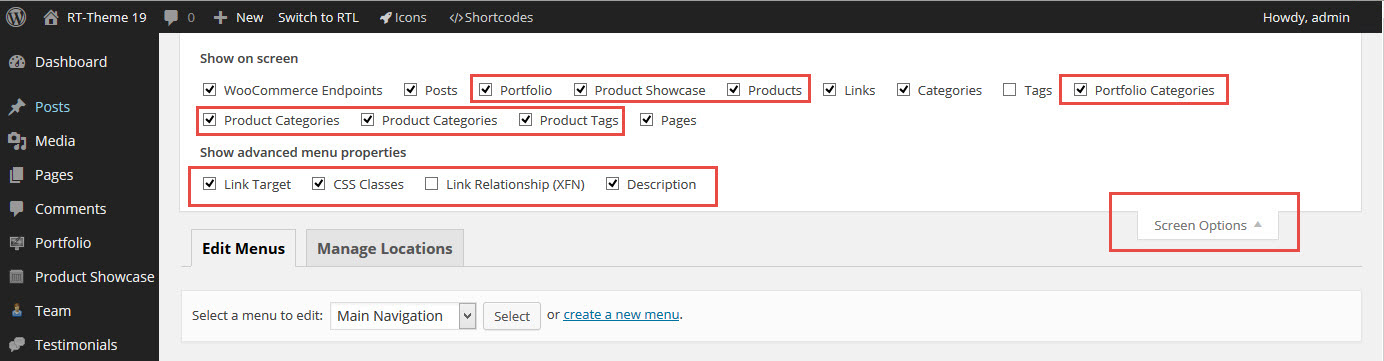 RT-Theme 19 0 New Switch to RTL Icons </>Shortcodes Howdy, admin
Dashboard
Posts
Media
Pages
Comments
Portfolio
Product Showcase
Team
Testimonials
Show on screen
WooCommerce Endpoints Posts Portfolio Product Showcase Products Links Categories Tags Portfolio Categories
Product Categories Product Categories Product Tags Pages
Show advanced menu properties
Link Target CSS Classes Link Relationship (XFN) Description
Screen Options
Edit Menus Manage Locations
Select a menu to edit: Main Navigation Select or create a new menu.